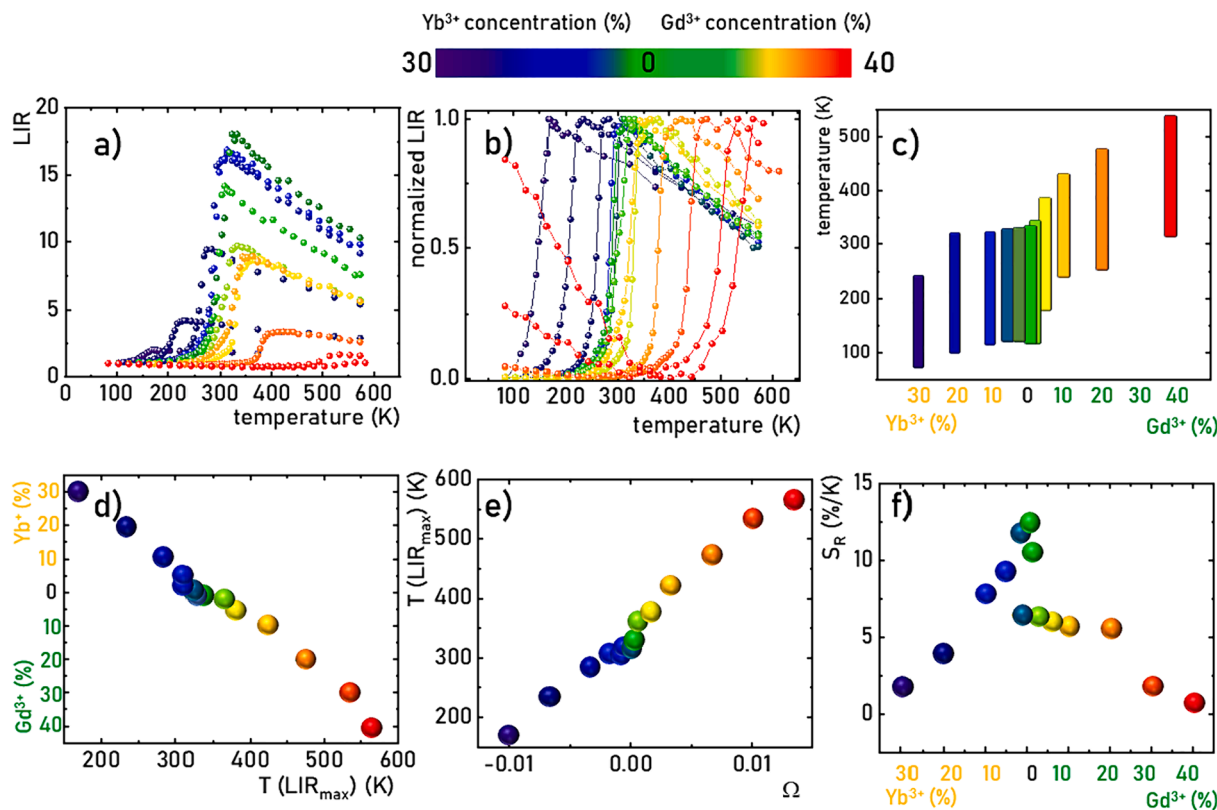 Yb³⁺ concentration (%) Gd³⁺ concentration (%)
30 0 40
a)
LIR
20
15
10
5
0
0 100 200 300 400 500 600
temperature (K)
b)
normalized LIR
1.0
0.5
0.0
0 100 200 300 400 500 600
temperature (K)
c)
temperature (K)
500
400
300
200
100
30 20 10 0 10 20 30 40
Yb³⁺ (%) Gd³⁺ (%)
d)
Yb⁺ (%)
Gd³⁺ (%)
30
20
10
0
10
20
30
40
200 300 400 500 600
T (LIRmax) (K)
e)
T (LIRmax) (K)
600
500
400
300
200
-0.01 0.00 0.01
Ω
f)
SR (%/K)
15
10
5
0
30 20 10 0 10 20 30 40
Yb³⁺ (%) Gd³⁺ (%)